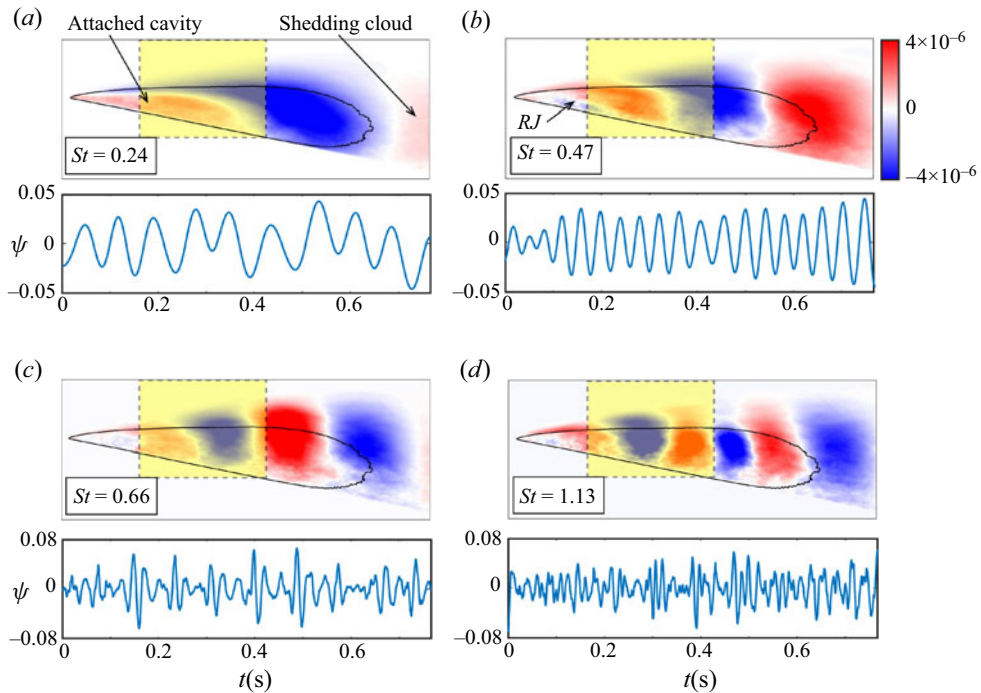 (a)
Attached cavity
Shedding cloud
St = 0.24
(b)
RJ
St = 0.47
4×10⁻⁶
0
−4×10⁻⁶
0.05
ψ 0
−0.05
0 0.2 0.4 0.6
0.05
ψ 0
−0.05
0 0.2 0.4 0.6
(c)
St = 0.66
(d)
St = 1.13
0.08
ψ 0
−0.08
0 0.2 0.4 0.6
t(s)
0.08
ψ 0
−0.08
0 0.2 0.4 0.6
t(s)